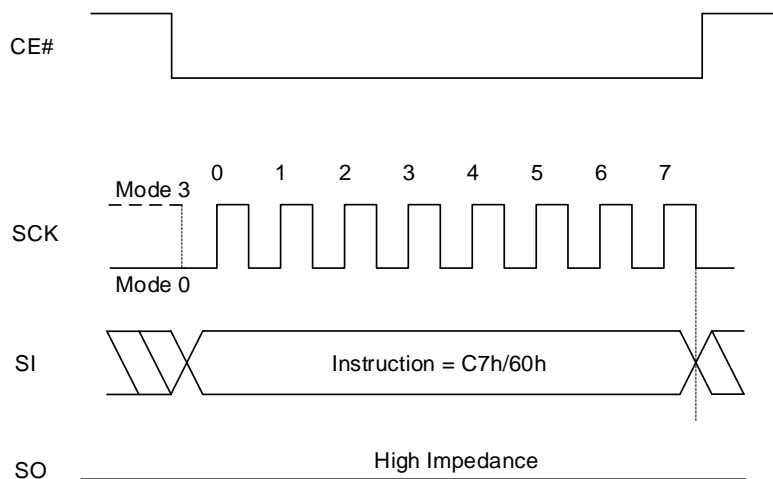 CE#
0 1 2 3 4 5 6 7
Mode 3
SCK
Mode 0
SI
Instruction = C7h/60h
SO
High Impedance